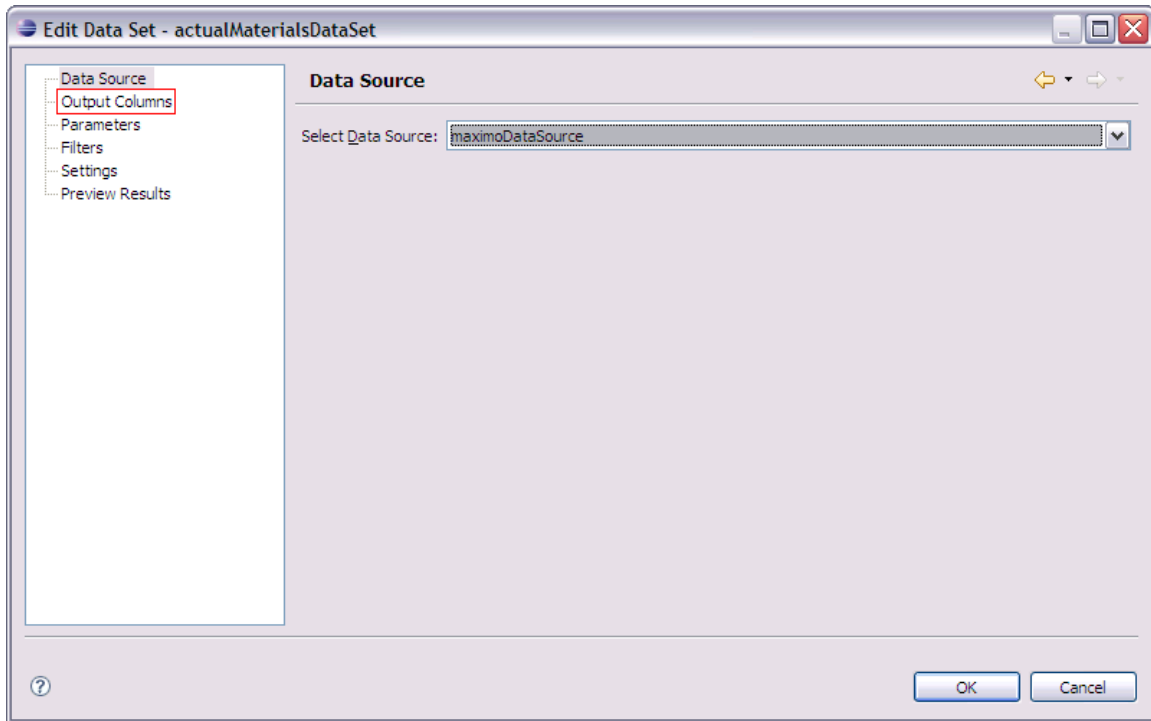 Edit Data Set - actualMaterialsDataSet
Data Source
Output Columns
Parameters
Filters
Settings
Preview Results
Data Source
Select Data Source: maximoDataSource
?
OK
Cancel